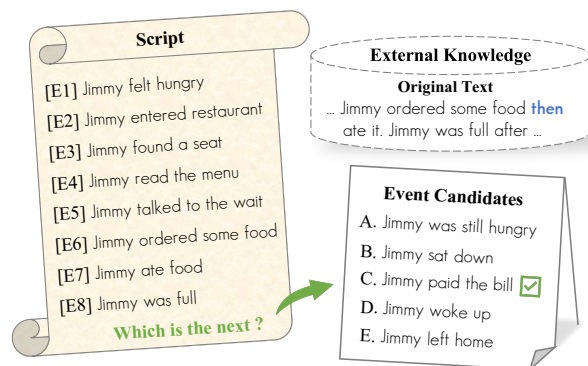 Script
[E1] Jimmy felt hungry
[E2] Jimmy entered restaurant
[E3] Jimmy found a seat
[E4] Jimmy read the menu
[E5] Jimmy talked to the wait
[E6] Jimmy ordered some food
[E7] Jimmy ate food
[E8] Jimmy was full
Which is the next ?
External Knowledge
Original Text
... Jimmy ordered some food then
ate it. Jimmy was full after ...
Event Candidates
A. Jimmy was still hungry
B. Jimmy sat down
C. Jimmy paid the bill
D. Jimmy woke up
E. Jimmy left home